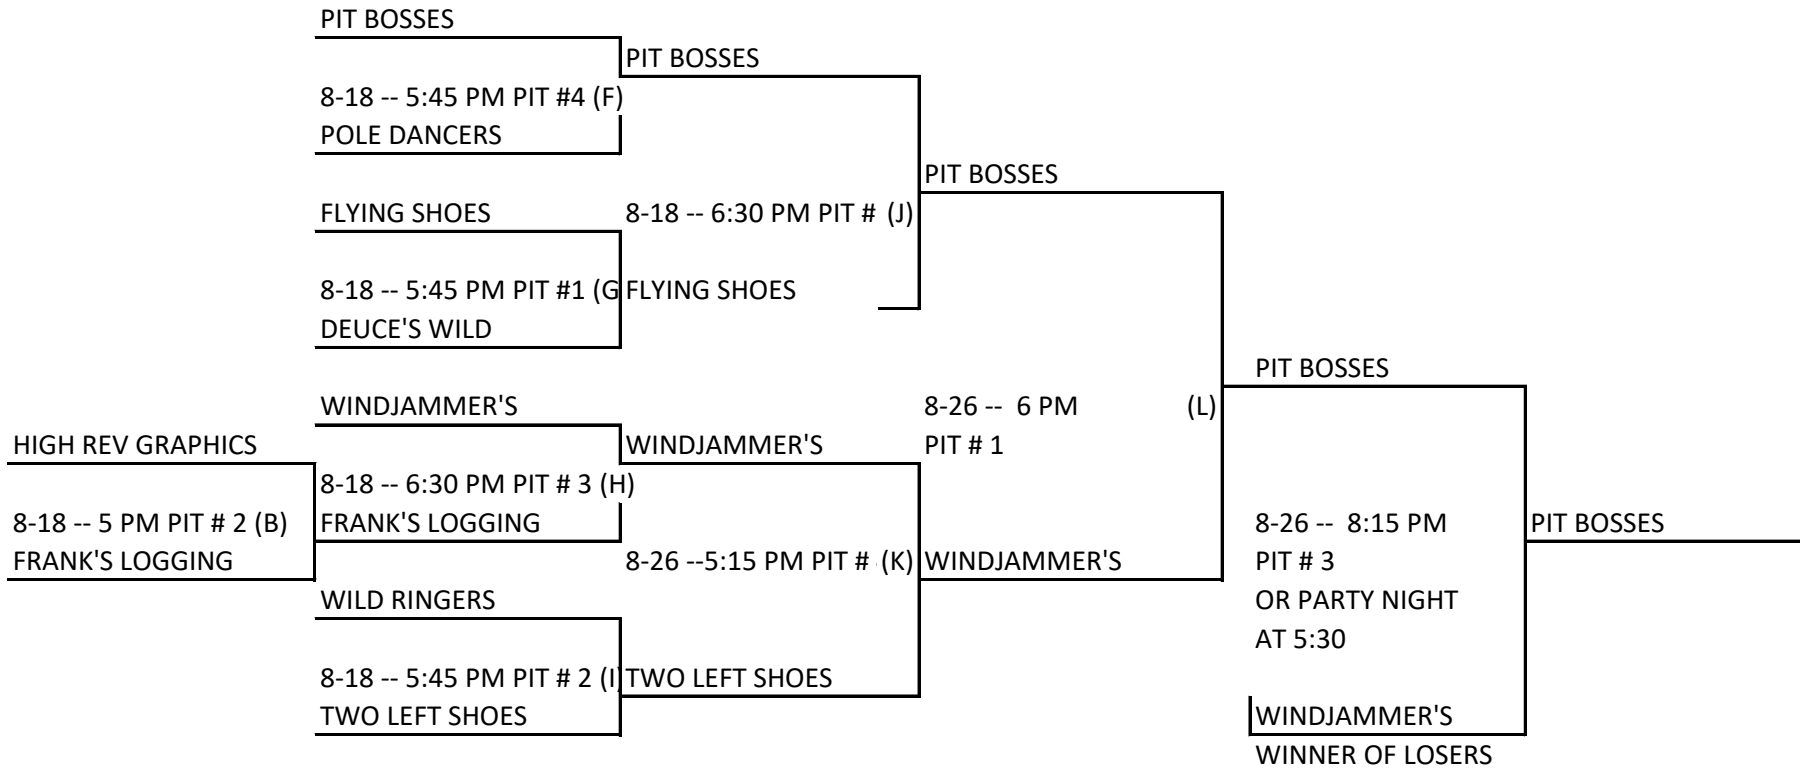 PIT BOSSES
PIT BOSSES
8-18 -- 5:45 PM PIT #4 (F)
POLE DANCERS
PIT BOSSES
FLYING SHOES
8-18 -- 6:30 PM PIT # (J)
8-18 -- 5:45 PM PIT #1 (G
FLYING SHOES
DEUCE'S WILD
PIT BOSSES
WINDJAMMER'S
8-26 -- 6 PM (L)
HIGH REV GRAPHICS
WINDJAMMER'S
PIT # 1
8-18 -- 6:30 PM PIT # 3 (H)
8-18 -- 5 PM PIT # 2 (B)
FRANK'S LOGGING
8-26 -- 8:15 PM
PIT BOSSES
FRANK'S LOGGING
8-26 --5:15 PM PIT # (K)
WINDJAMMER'S
PIT # 3
WILD RINGERS
OR PARTY NIGHT
AT 5:30
8-18 -- 5:45 PM PIT # 2 (I)
TWO LEFT SHOES
TWO LEFT SHOES
WINDJAMMER'S
WINNER OF LOSERS